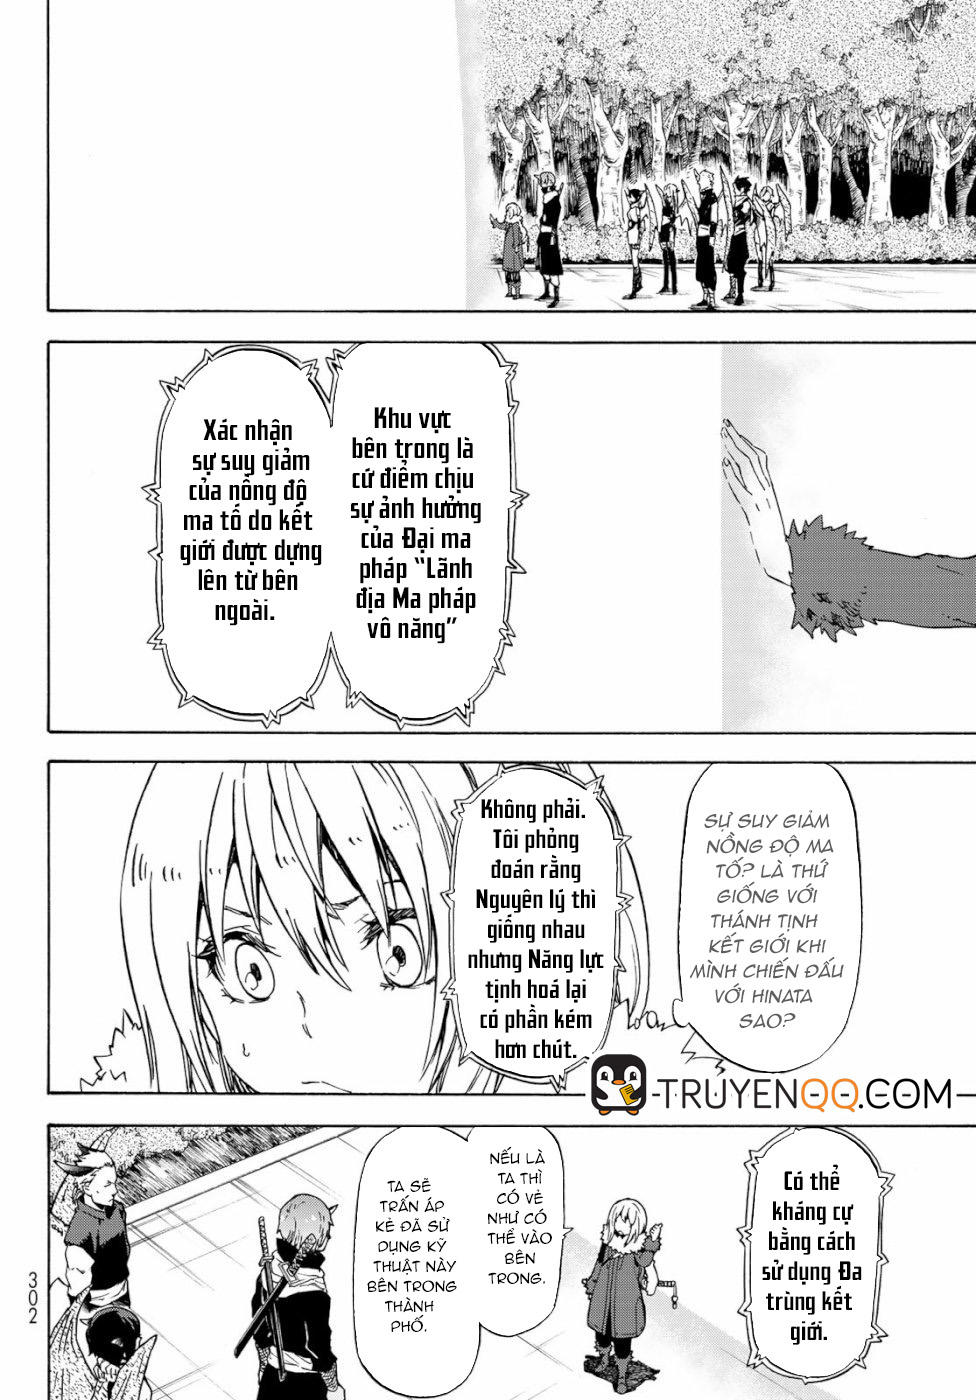 Khu vực
bên trong là
cứ điểm chịu
sự ảnh hưởng
của Đại ma
pháp “Lãnh
địa Ma pháp
vô năng”
Xác nhận
sự suy giảm
của nồng độ
ma tố do kết
giới được dựng
lên từ bên
ngoài.
SỰ SUY GIẢM
NỒNG ĐỘ MA
TỐ? LÀ THỨ
GIỐNG VỚI
THÁNH TỊNH
KẾT GIỚI KHI
MÌNH CHIẾN ĐẤU
VỚI HINATA
SAO?
Không phải.
Tôi phỏng
đoán rằng
Nguyên lý thì
giống nhau
nhưng Năng lực
tịnh hoá lại
có phần kém
hơn chút.
TRUYENQQ.COM
Có thể
kháng cự
bằng cách
sử dụng Đa
trùng kết
giới.
NẾU LÀ
TA THÌ
CÓ VẺ
NHƯ CÓ
THỂ VÀO
BÊN
TRONG.
TA SẼ
TRẤN ÁP
KẺ ĐÃ SỬ
DỤNG KỸ
THUẬT NÀY
BÊN TRONG
THÀNH
PHỐ.
302